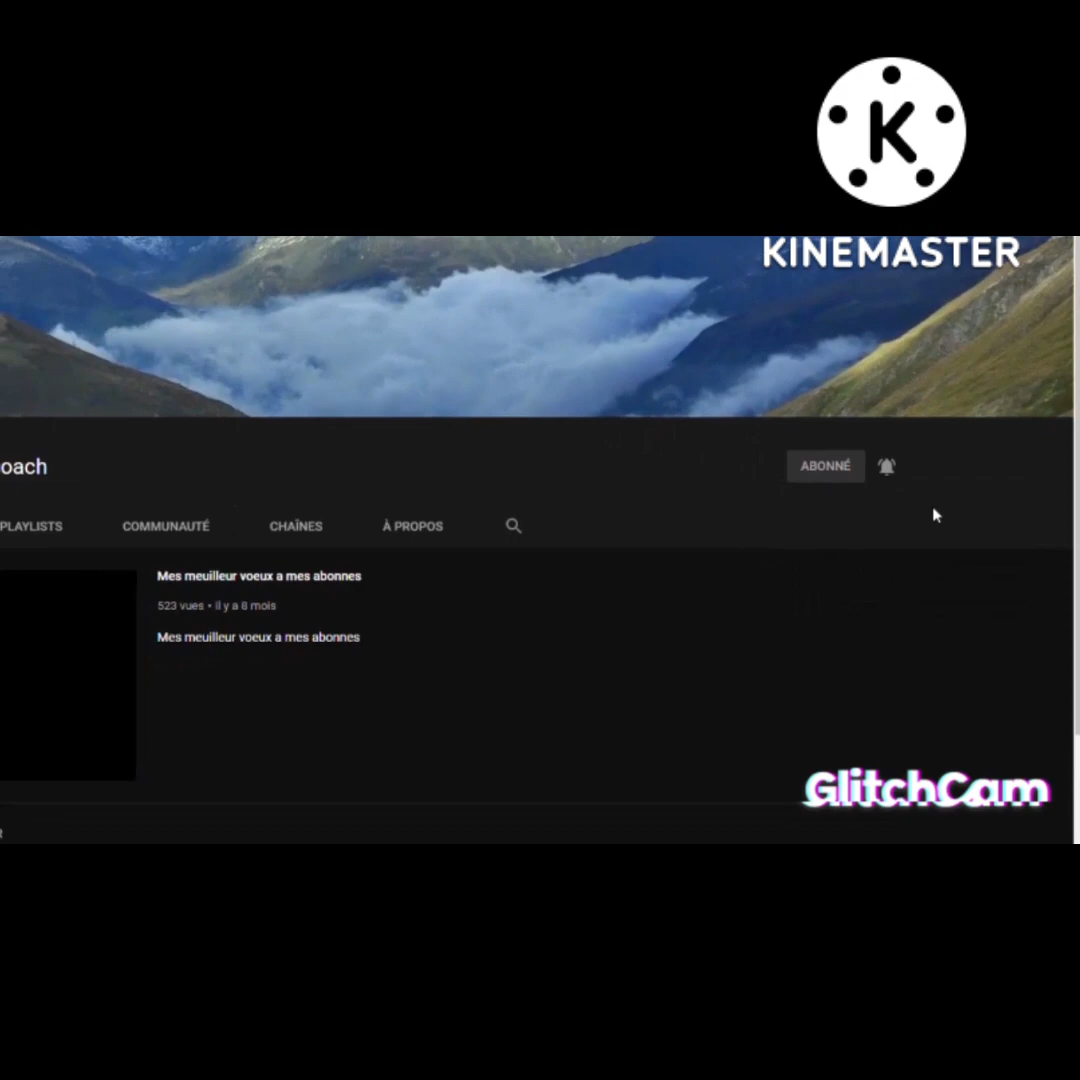 K
KINEMASTER
oach
ABONNÉ
PLAYLISTS
COMMUNAUTÉ
CHAÎNES
À PROPOS
Mes meuilleur voeux a mes abonnes
523 vues • il y a 8 mois
Mes meuilleur voeux a mes abonnes
GlitchCam
R